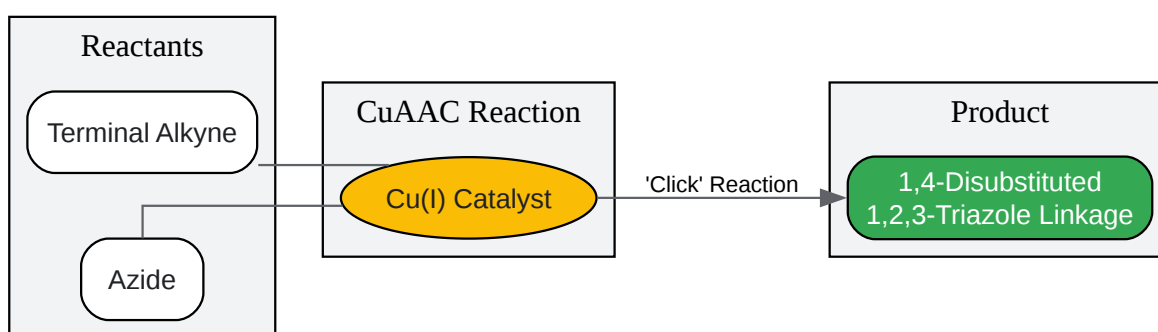 Reactants
Terminal Alkyne
Azide
CuAAC Reaction
Cu(I) Catalyst
'Click' Reaction
Product
1,4-Disubstituted
1,2,3-Triazole Linkage